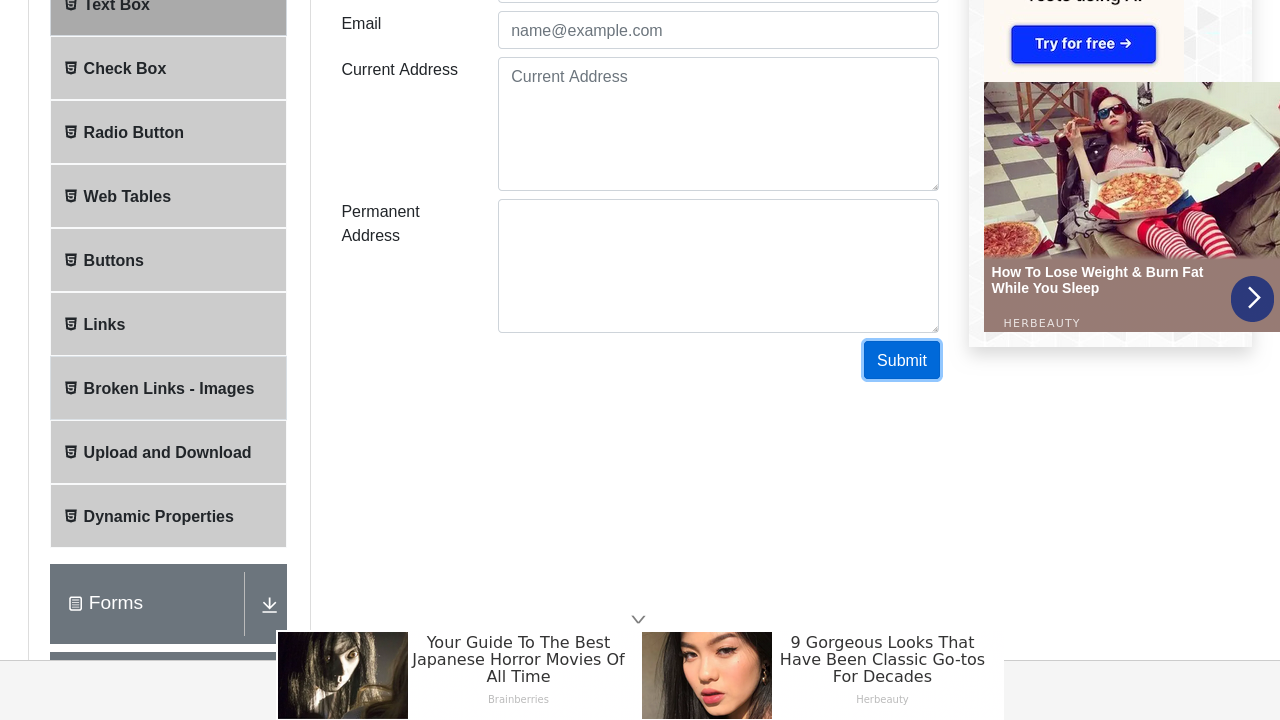 Text Box
Check Box
Radio Button
Web Tables
Buttons
Links
Broken Links - Images
Upload and Download
Dynamic Properties
Forms
Email
name@example.com
Current Address
Current Address
Permanent
Address
Submit
Try for free →
How To Lose Weight & Burn Fat
While You Sleep
HERBEAUTY
Your Guide To The Best
Japanese Horror Movies Of
All Time
Brainberries
9 Gorgeous Looks That
Have Been Classic Go-tos
For Decades
Herbeauty